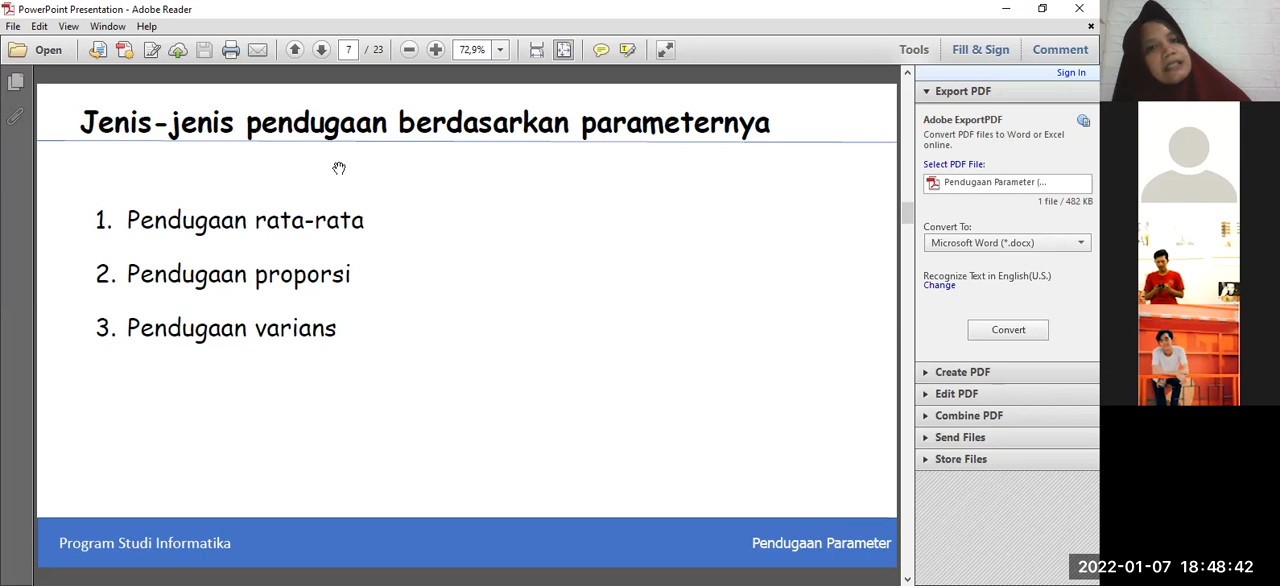 PowerPoint Presentation - Adobe Reader
File Edit View Window Help
Open 7 / 23 72,9% Tools Fill & Sign Comment
Sign In
Export PDF
Adobe ExportPDF
Convert PDF files to Word or Excel
online.
Select PDF File:
Pendugaan Parameter (...
1 file / 482 KB
Convert To:
Microsoft Word (*.docx)
Recognize Text in English(U.S.)
Change
Convert
Create PDF
Edit PDF
Combine PDF
Send Files
Store Files
Jenis-jenis pendugaan berdasarkan parameternya
1. Pendugaan rata-rata
2. Pendugaan proporsi
3. Pendugaan varians
Program Studi Informatika
Pendugaan Parameter
2022-01-07 18:48:42